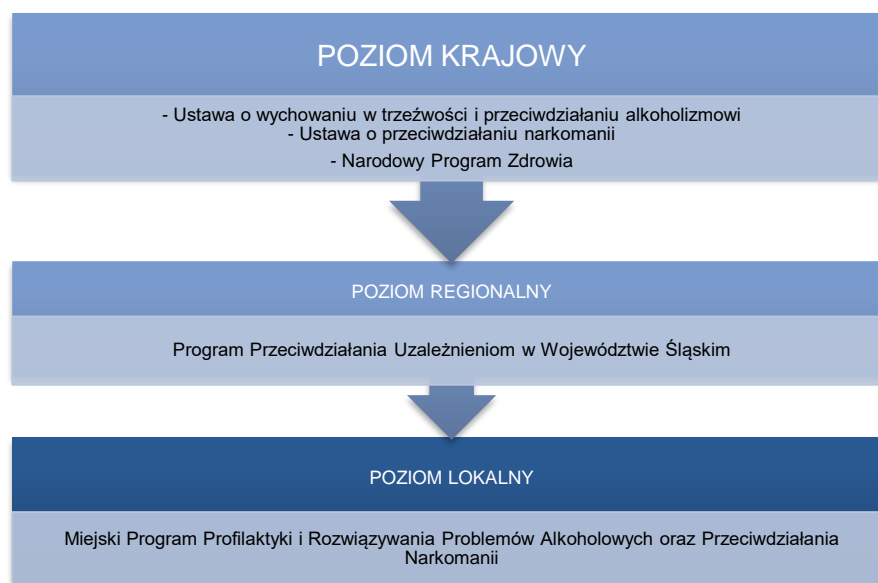 POZIOM KRAJOWY
- Ustawa o wychowaniu w trzeźwości i przeciwdziałaniu alkoholizmowi
- Ustawa o przeciwdziałaniu narkomanii
- Narodowy Program Zdrowia
POZIOM REGIONALNY
Program Przeciwdziałania Uzależnieniom w Województwie Śląskim
POZIOM LOKALNY
Miejski Program Profilaktyki i Rozwiązywania Problemów Alkoholowych oraz Przeciwdziałania
Narkomanii